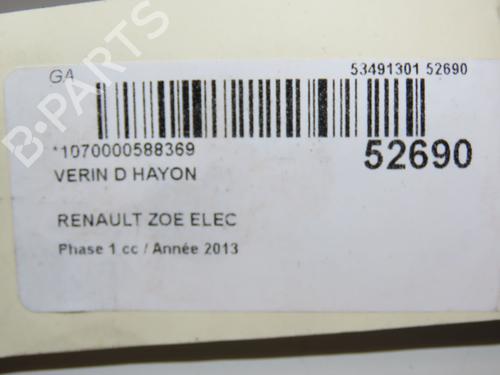 GA
53491301 52690
*1070000588369
52690
VERIN D HAYON
RENAULT ZOE ELEC
Phase 1 cc / Année 2013
B-PARTS